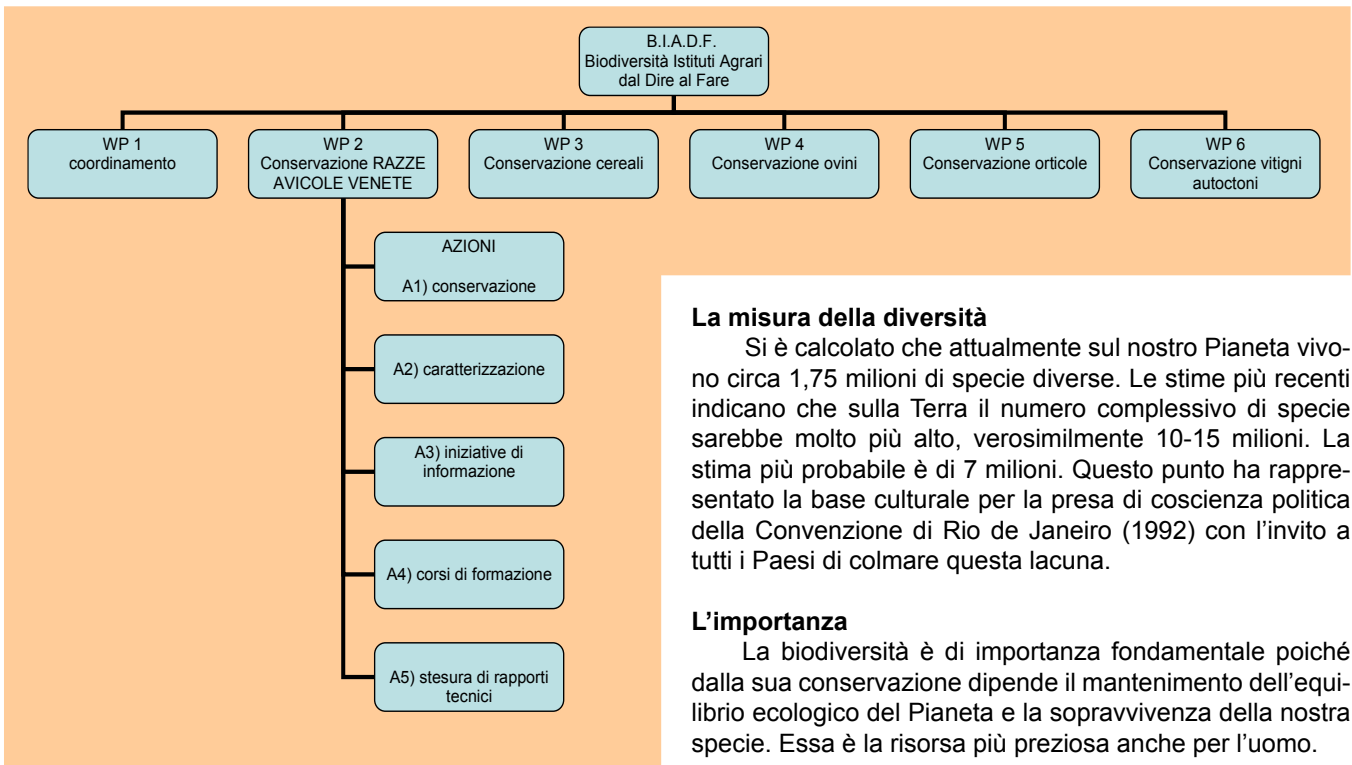 B.I.A.D.F.
Biodiversità Istituti Agrari
dal Dire al Fare
WP 1
coordinamento
WP 2
Conservazione RAZZE
AVICOLE VENETE
WP 3
Conservazione cereali
WP 4
Conservazione ovini
WP 5
Conservazione orticole
WP 6
Conservazione vitigni
autoctoni
AZIONI
A1) conservazione
A2) caratterizzazione
A3) iniziative di
informazione
A4) corsi di formazione
A5) stesura di rapporti
tecnici
La misura della diversità
Si è calcolato che attualmente sul nostro Pianeta vivo-
no circa 1,75 milioni di specie diverse. Le stime più recenti
indicano che sulla Terra il numero complessivo di specie
sarebbe molto più alto, verosimilmente 10-15 milioni. La
stima più probabile è di 7 milioni. Questo punto ha rappre-
sentato la base culturale per la presa di coscienza politica
della Convenzione di Rio de Janeiro (1992) con l’invito a
tutti i Paesi di colmare questa lacuna.
L’importanza
La biodiversità è di importanza fondamentale poiché
dalla sua conservazione dipende il mantenimento dell’equi-
librio ecologico del Pianeta e la sopravvivenza della nostra
specie. Essa è la risorsa più preziosa anche per l’uomo.